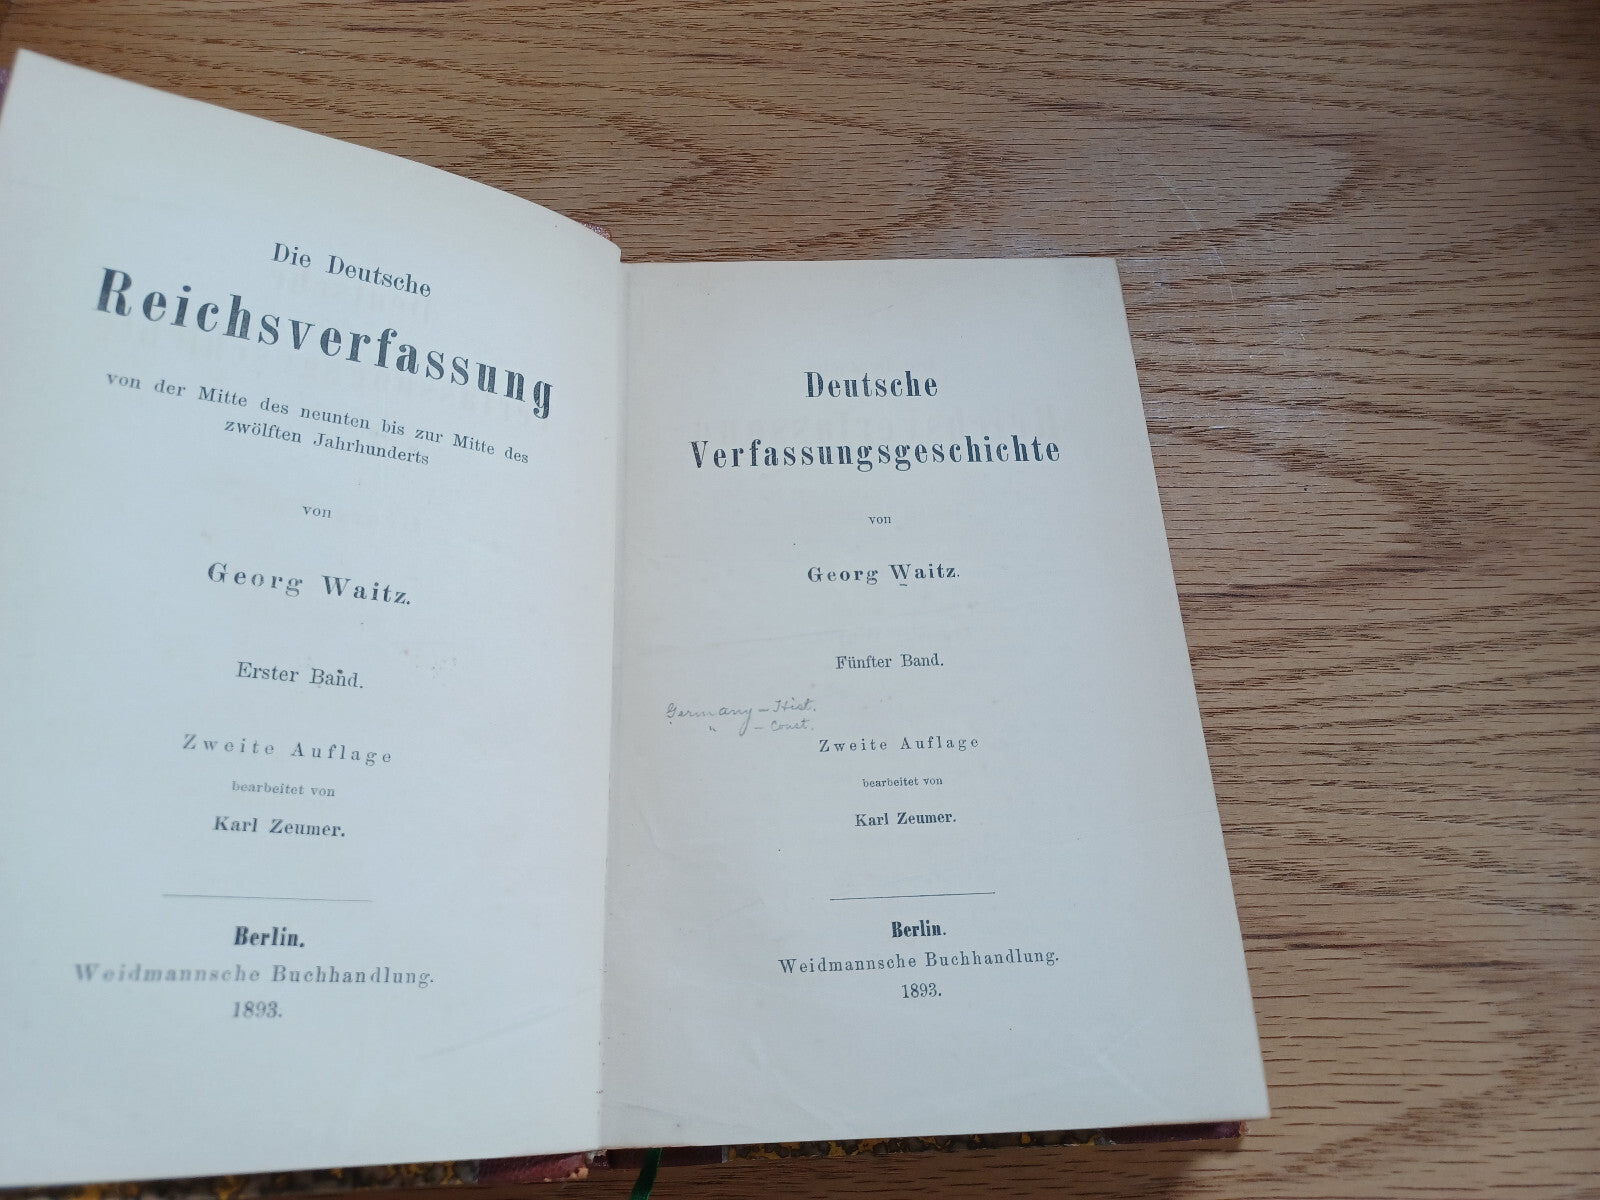 Die Deutsche
Reichsverfassung
von der Mitte des neunten bis zur Mitte des
zwölften Jahrhunderts
von
Georg Waitz.
Erster Band.
Zweite Auflage
bearbeitet von
Karl Zeumer.
Berlin.
Weidmannsche Buchhandlung.
1893.
Deutsche
Verfassungsgeschichte
von
Georg Waitz.
Fünfter Band.
Germany - Hist.
" - Const.
Zweite Auflage
bearbeitet von
Karl Zeumer.
Berlin.
Weidmannsche Buchhandlung.
1893.